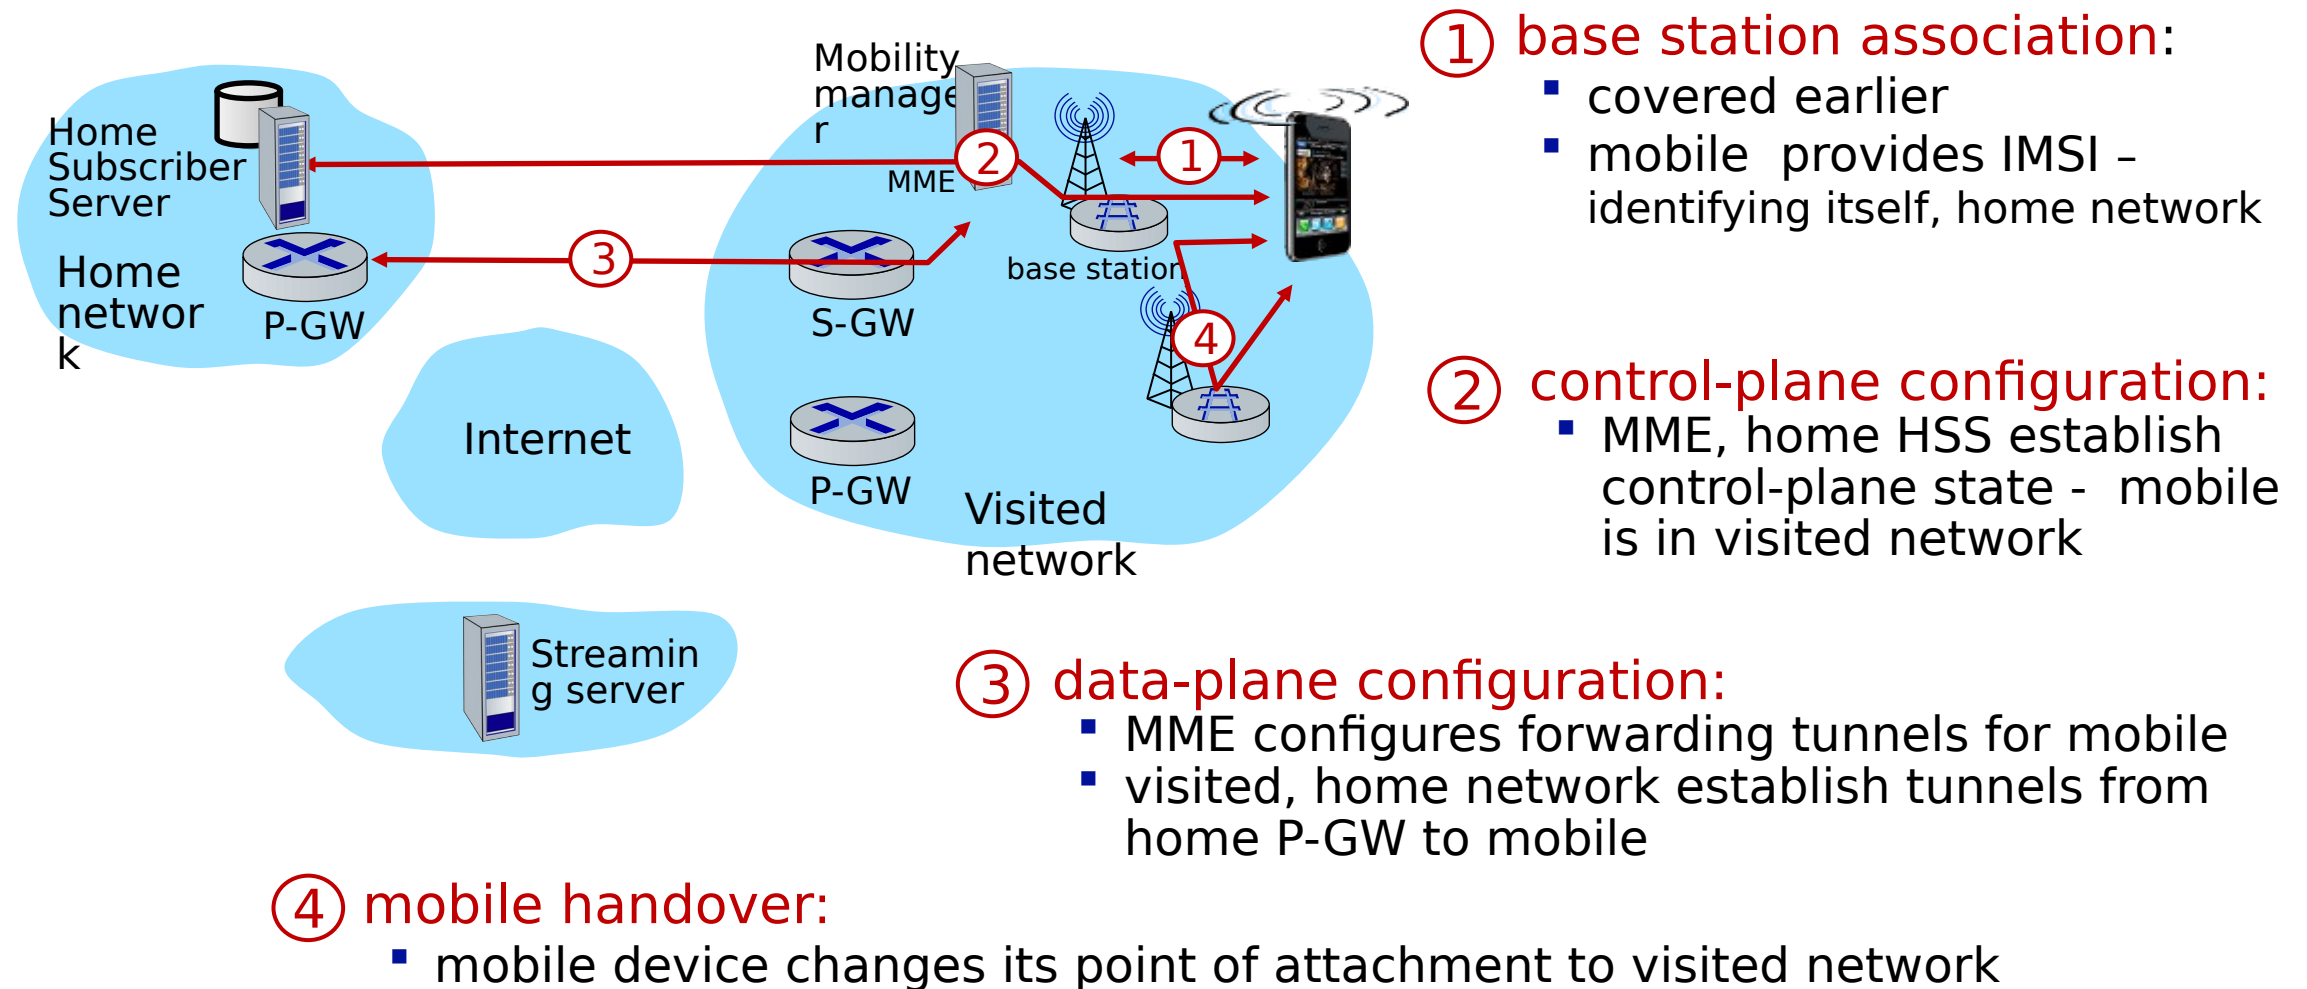 Mobility
manage
r
Home
Subscriber
Server
MME
2
1
3
Home
networ
k
P-GW
S-GW
base station
4
Internet
P-GW
Visited
network
Streamin
g server
1 base station association:
covered earlier
mobile provides IMSI –
identifying itself, home network
2 control-plane configuration:
MME, home HSS establish
control-plane state - mobile
is in visited network
3 data-plane configuration:
MME configures forwarding tunnels for mobile
visited, home network establish tunnels from
home P-GW to mobile
4 mobile handover:
mobile device changes its point of attachment to visited network